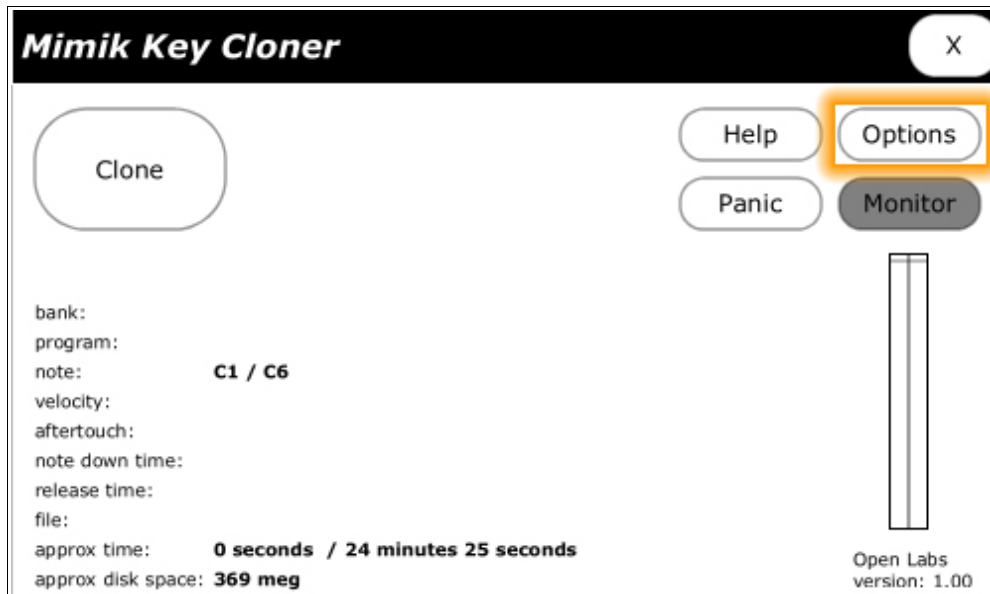 Mimik Key Cloner
X
Clone
Help
Options
Panic
Monitor
bank:
program:
note: C1 / C6
velocity:
aftertouch:
note down time:
release time:
file:
approx time: 0 seconds / 24 minutes 25 seconds
approx disk space: 369 meg
Open Labs
version: 1.00